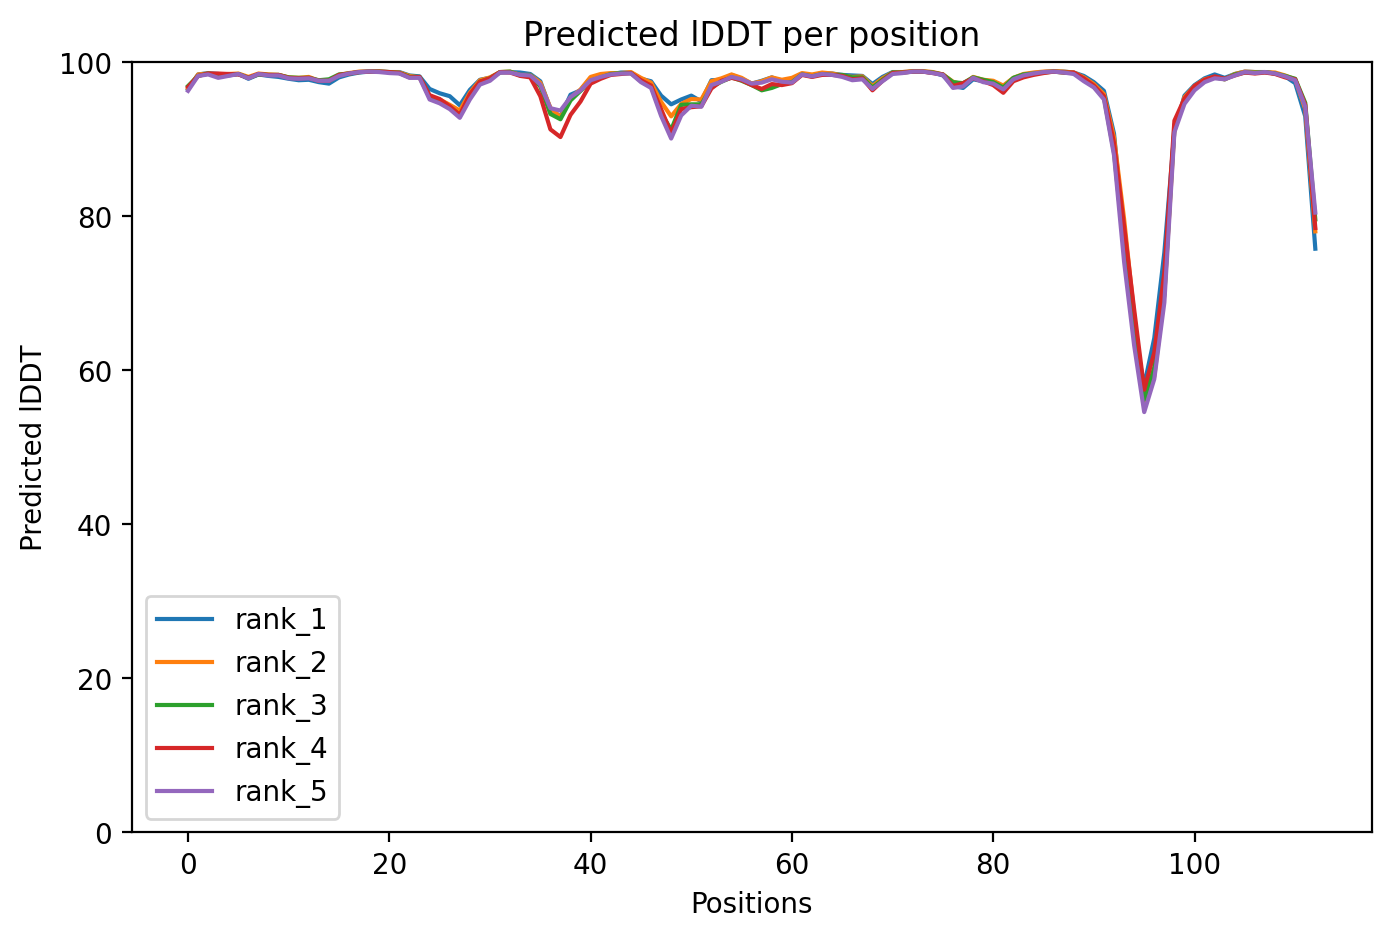 Predicted lDDT per position
100
80
60
40
20
0
Predicted lDDT
rank_1
rank_2
rank_3
rank_4
rank_5
0 20 40 60 80 100
Positions